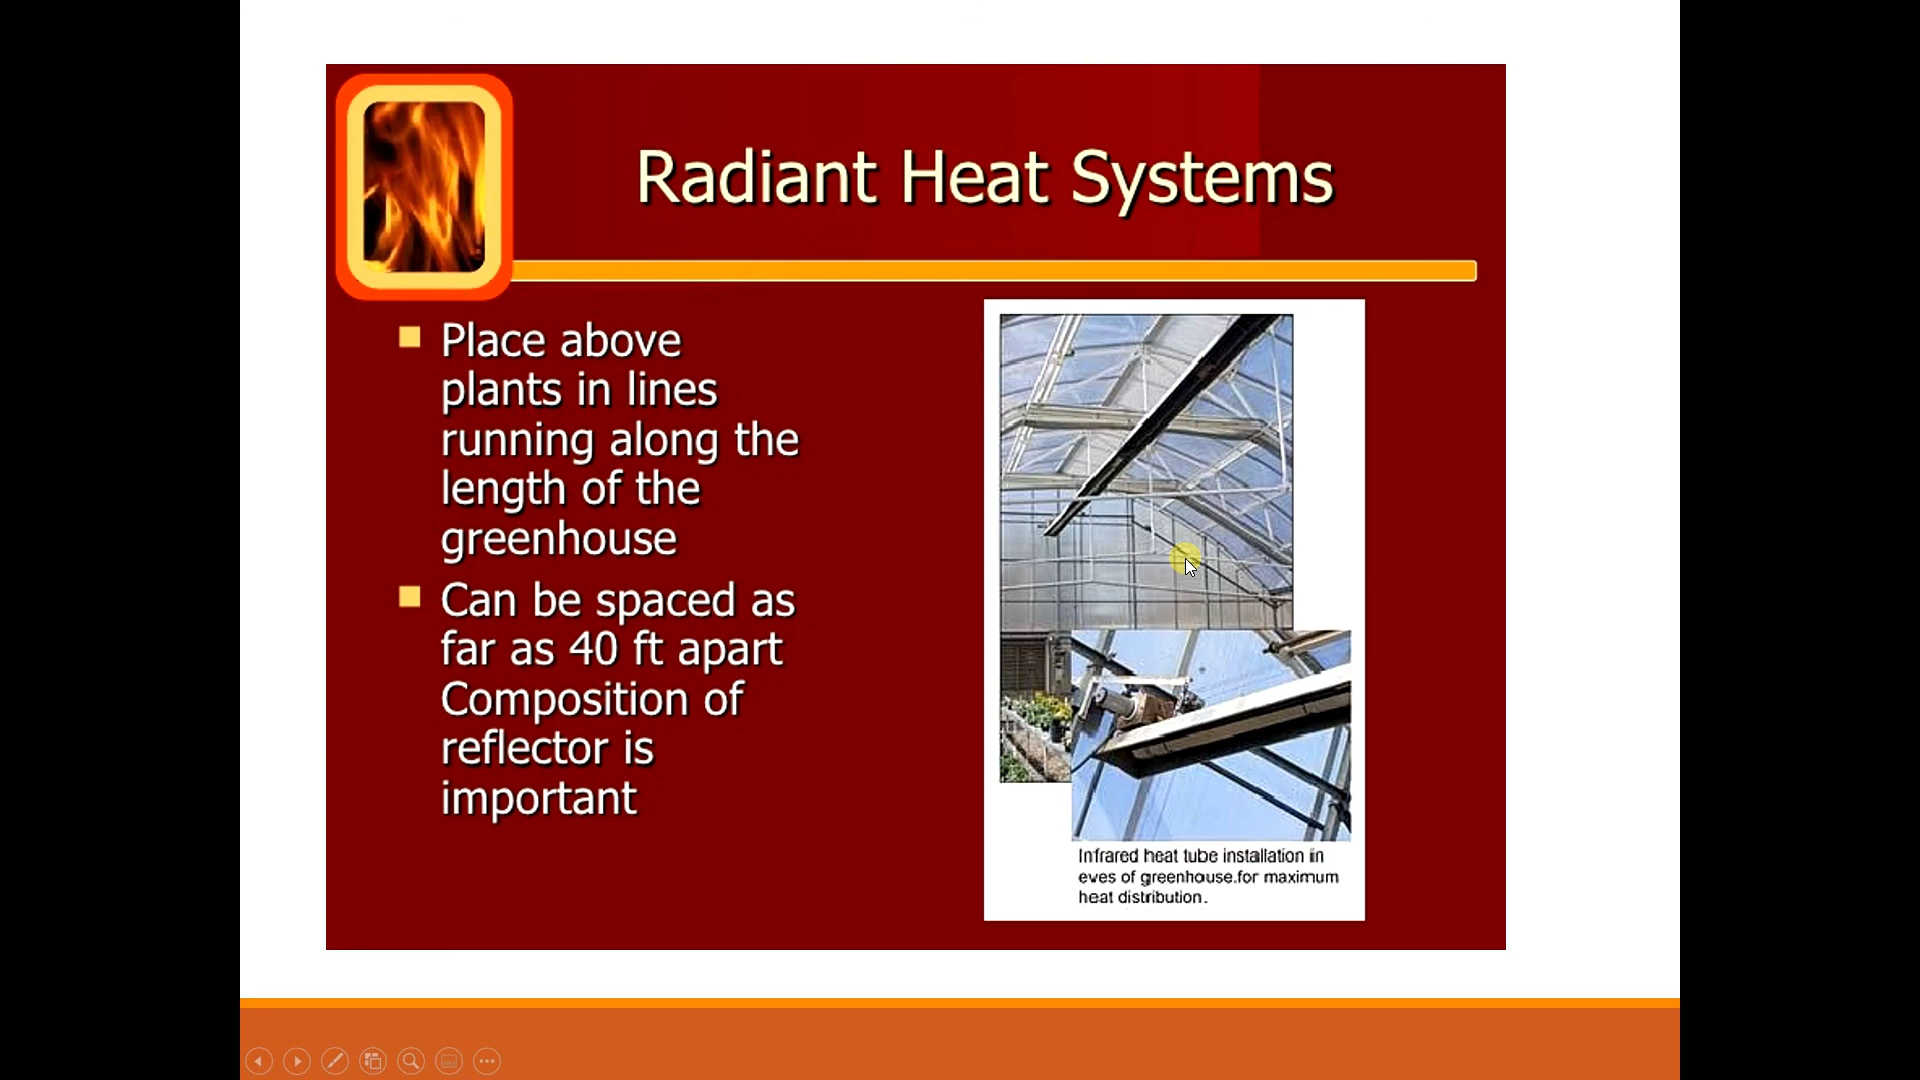 Radiant Heat Systems
Place above
plants in lines
running along the
length of the
greenhouse
Can be spaced as
far as 40 ft apart
Composition of
reflector is
important
Infrared heat tube installation in
eves of greenhouse.for maximum
heat distribution.